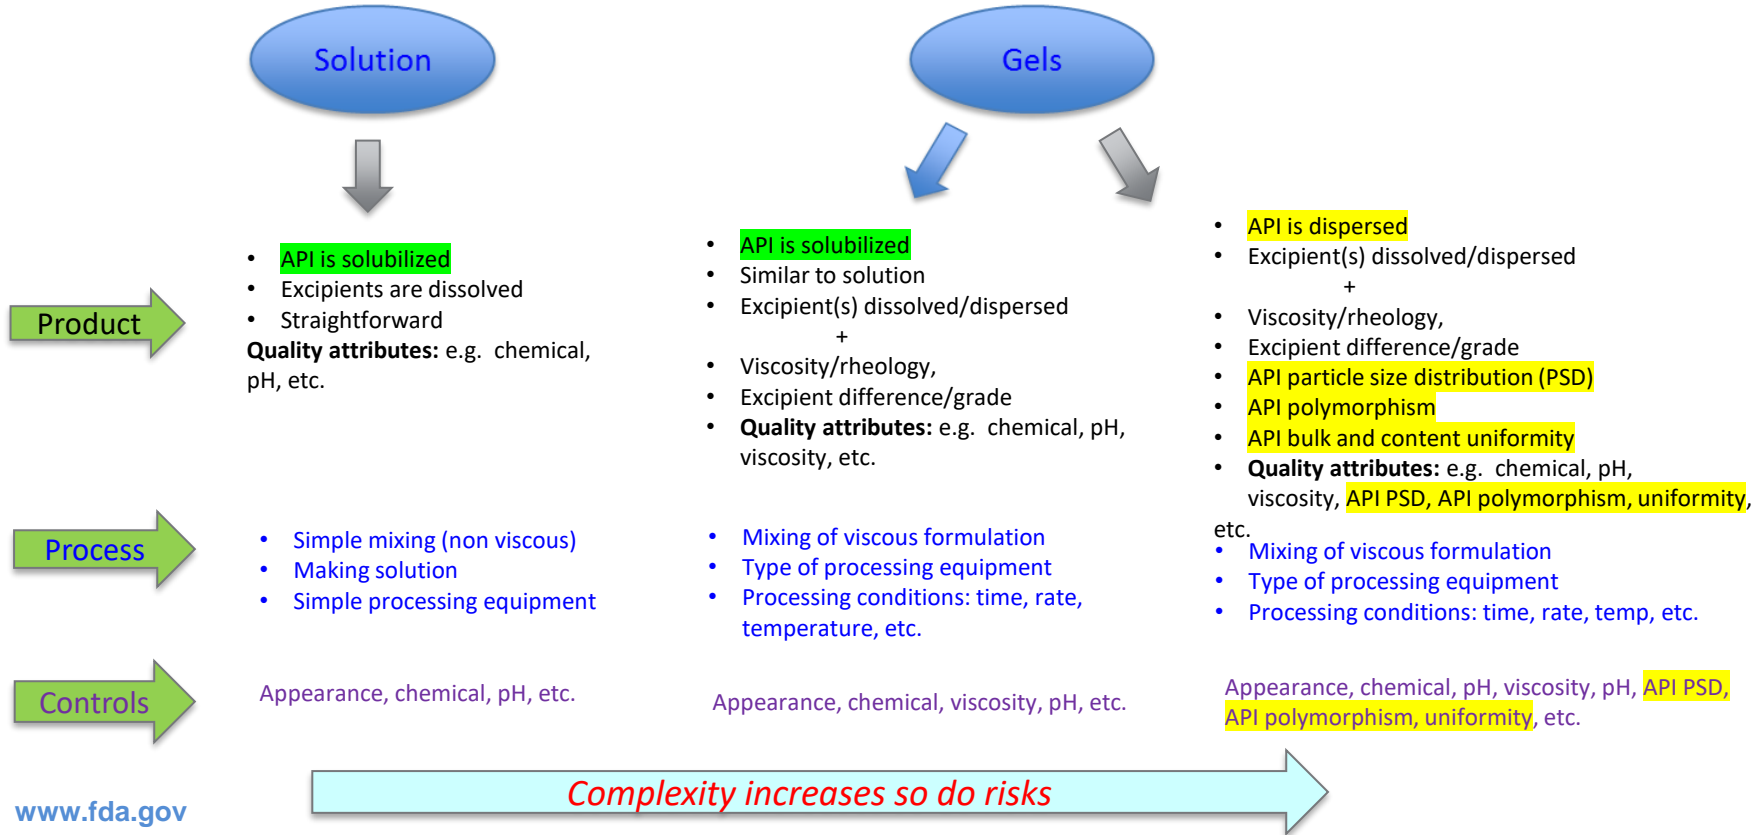 Solution
Gels
Product
• API is solubilized
• Excipients are dissolved
• Straightforward
Quality attributes: e.g. chemical,
pH, etc.
• API is solubilized
• Similar to solution
• Excipient(s) dissolved/dispersed
+
• Viscosity/rheology,
• Excipient difference/grade
• Quality attributes: e.g. chemical, pH,
viscosity, etc.
• API is dispersed
• Excipient(s) dissolved/dispersed
+
• Viscosity/rheology,
• Excipient difference/grade
• API particle size distribution (PSD)
• API polymorphism
• API bulk and content uniformity
• Quality attributes: e.g. chemical, pH,
viscosity, API PSD, API polymorphism, uniformity,
etc.
Process
• Simple mixing (non viscous)
• Making solution
• Simple processing equipment
• Mixing of viscous formulation
• Type of processing equipment
• Processing conditions: time, rate,
temperature, etc.
• Mixing of viscous formulation
• Type of processing equipment
• Processing conditions: time, rate, temp, etc.
Controls
Appearance, chemical, pH, etc.
Appearance, chemical, viscosity, pH, etc.
Appearance, chemical, pH, viscosity, pH, API PSD,
API polymorphism, uniformity, etc.
Complexity increases so do risks
www.fda.gov